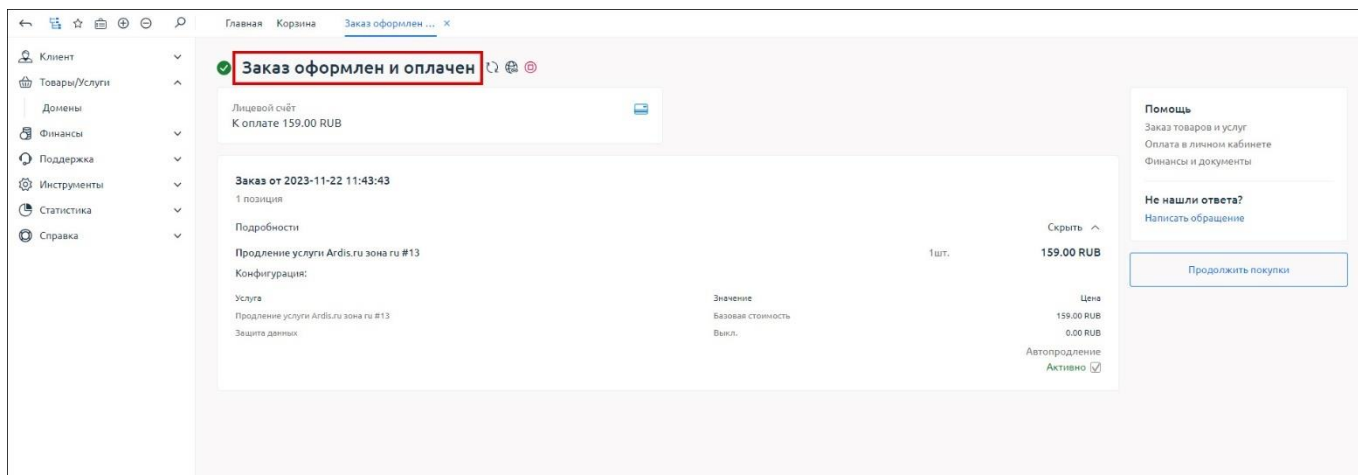 Главная Корзина Заказ оформлен ... ×
Клиент
Товары/Услуги
Домены
Финансы
Поддержка
Инструменты
Статистика
Справка
Заказ оформлен и оплачен
Лицевой счёт
К оплате 159.00 RUB
Заказ от 2023-11-22 11:43:43
1 позиция
Подробности Скрыть
Продление услуги Ardis.ru зона ru #13 1шт. 159.00 RUB
Конфигурация:
Услуга Значение Цена
Продление услуги Ardis.ru зона ru #13 Базовая стоимость 159.00 RUB
Защита данных Выкл. 0.00 RUB
Автопродление
Активно
Помощь
Заказ товаров и услуг
Оплата в личном кабинете
Финансы и документы
Не нашли ответа?
Написать обращение
Продолжить покупки